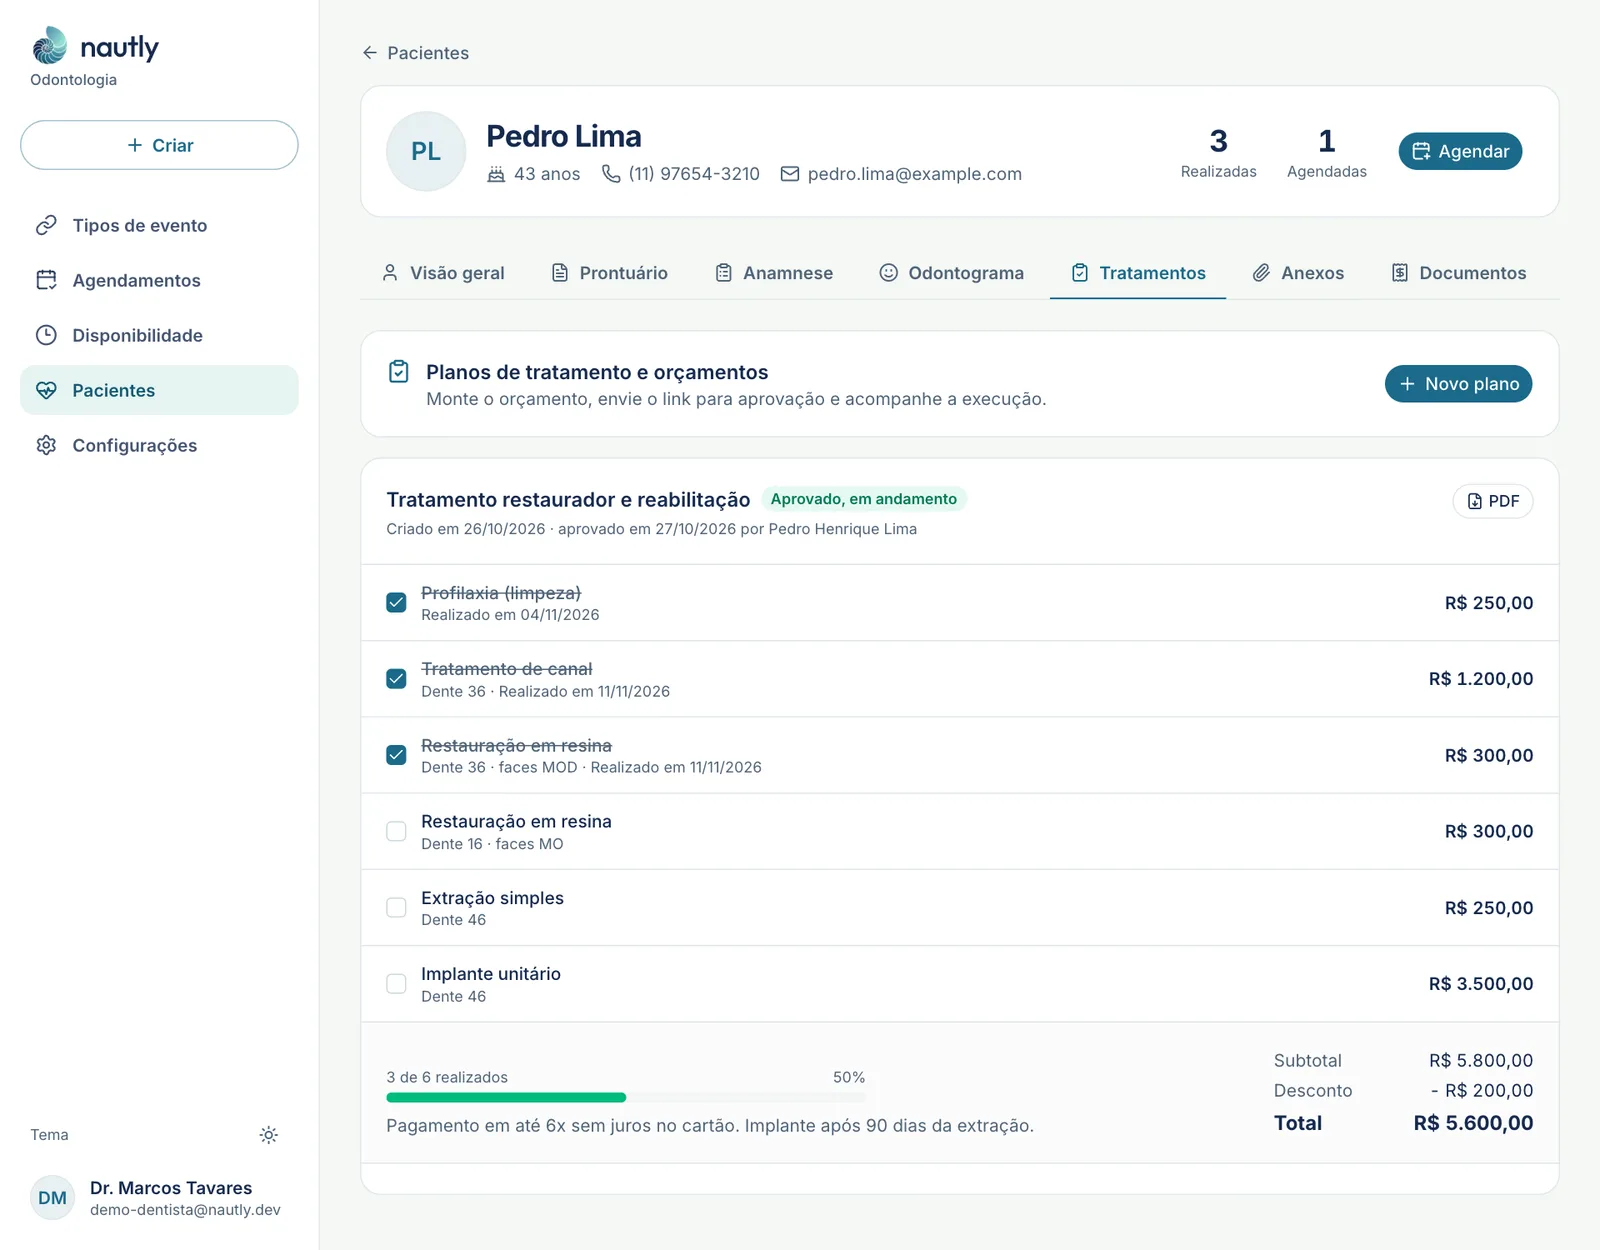 nautly
Odontologia
+ Criar
Tipos de evento
Agendamentos
Disponibilidade
Pacientes
Configurações
Tema
DM
Dr. Marcos Tavares
demo-dentista@nautly.dev
← Pacientes
PL
Pedro Lima
43 anos (11) 97654-3210 pedro.lima@example.com
3
Realizadas
1
Agendadas
Agendar
Visão geral Prontuário Anamnese Odontograma Tratamentos Anexos Documentos
Planos de tratamento e orçamentos
Monte o orçamento, envie o link para aprovação e acompanhe a execução.
+ Novo plano
Tratamento restaurador e reabilitação Aprovado, em andamento
Criado em 26/10/2026 · aprovado em 27/10/2026 por Pedro Henrique Lima
PDF
Profilaxia (limpeza)
Realizado em 04/11/2026
R$ 250,00
Tratamento de canal
Dente 36 · Realizado em 11/11/2026
R$ 1.200,00
Restauração em resina
Dente 36 · faces MOD · Realizado em 11/11/2026
R$ 300,00
Restauração em resina
Dente 16 · faces MO
R$ 300,00
Extração simples
Dente 46
R$ 250,00
Implante unitário
Dente 46
R$ 3.500,00
3 de 6 realizados 50%
Pagamento em até 6x sem juros no cartão. Implante após 90 dias da extração.
Subtotal R$ 5.800,00
Desconto - R$ 200,00
Total R$ 5.600,00